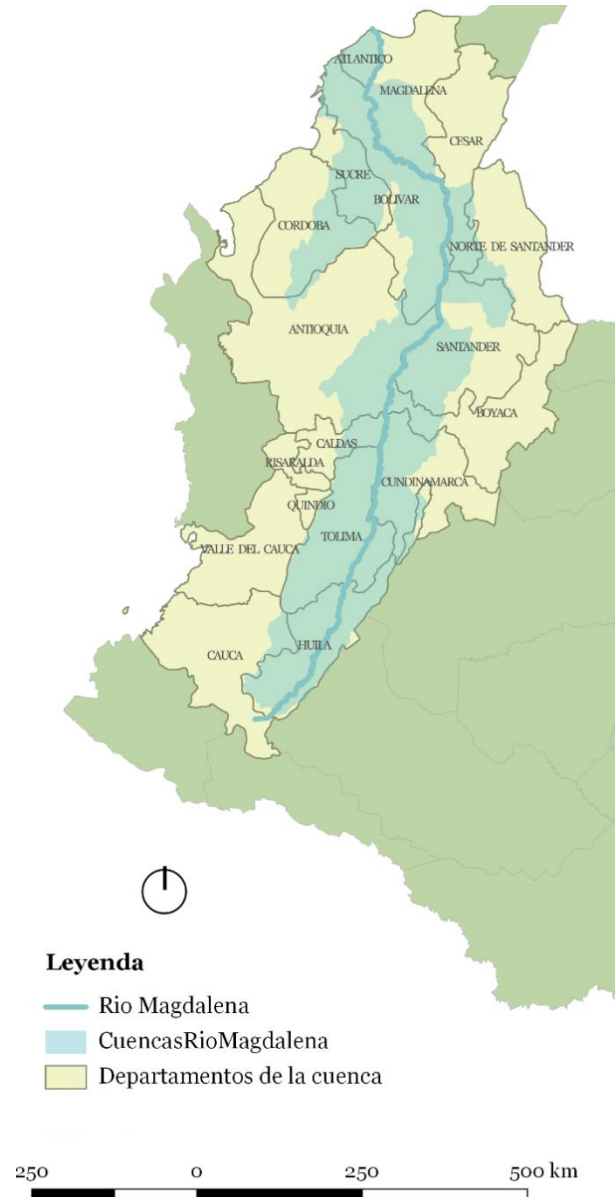 ATLANTICO
MAGDALENA
CESAR
SUCRE
BOLIVAR
CORDOBA
NORTE DE SANTANDER
ANTIOQUIA
SANTANDER
BOYACA
CALDAS
RISARALDA
CUNDINAMARCA
QUINDIO
TOLIMA
VALLE DEL CAUCA
HUILA
CAUCA
Leyenda
Rio Magdalena
CuencasRioMagdalena
Departamentos de la cuenca
250 0 250 500 km